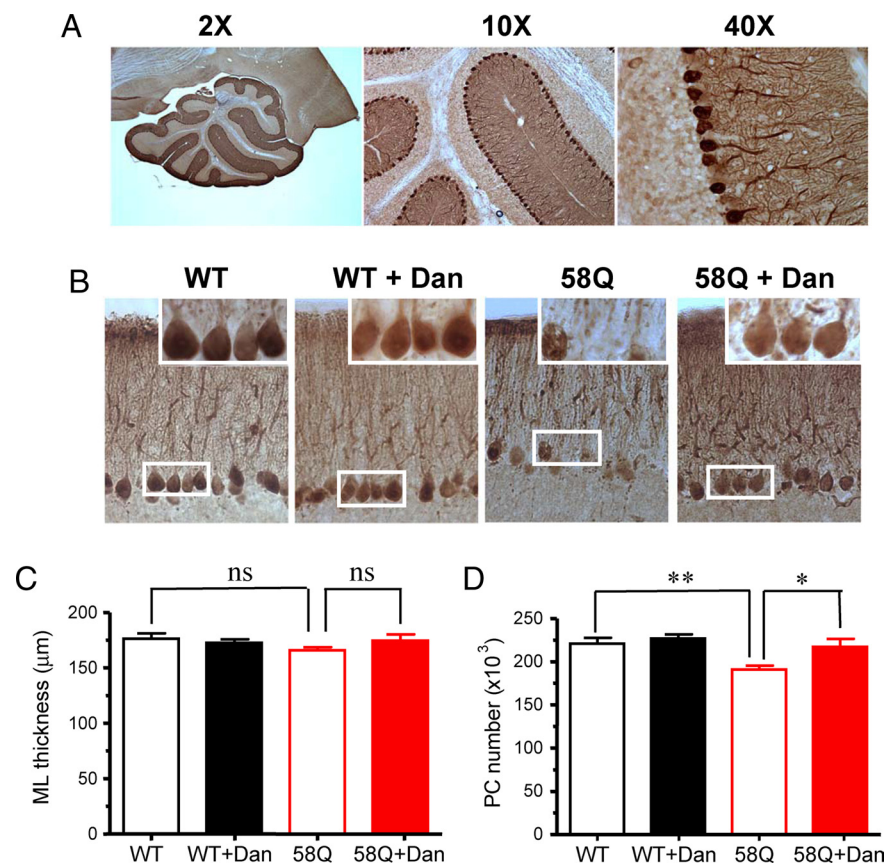 A
2X 10X 40X
B
WT WT + Dan 58Q 58Q + Dan
C
ns ns
ML thickness (μm)
200
150
100
50
0
WT WT+Dan 58Q 58Q+Dan
D
** *
PC number (x10³)
250
200
150
100
50
0
WT WT+Dan 58Q 58Q+Dan